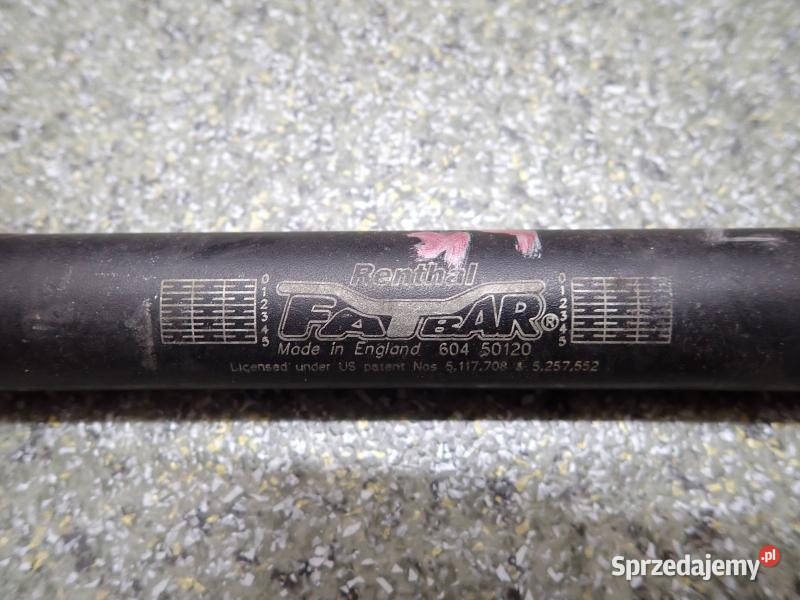 Renthal
0 FATBAR® 0
1 1
2 2
3 3
4 4
5 5
Made in England 604 50120
Licensed under US patent Nos 5,117,708 & 5,257,552
Sprzedajemy.pl